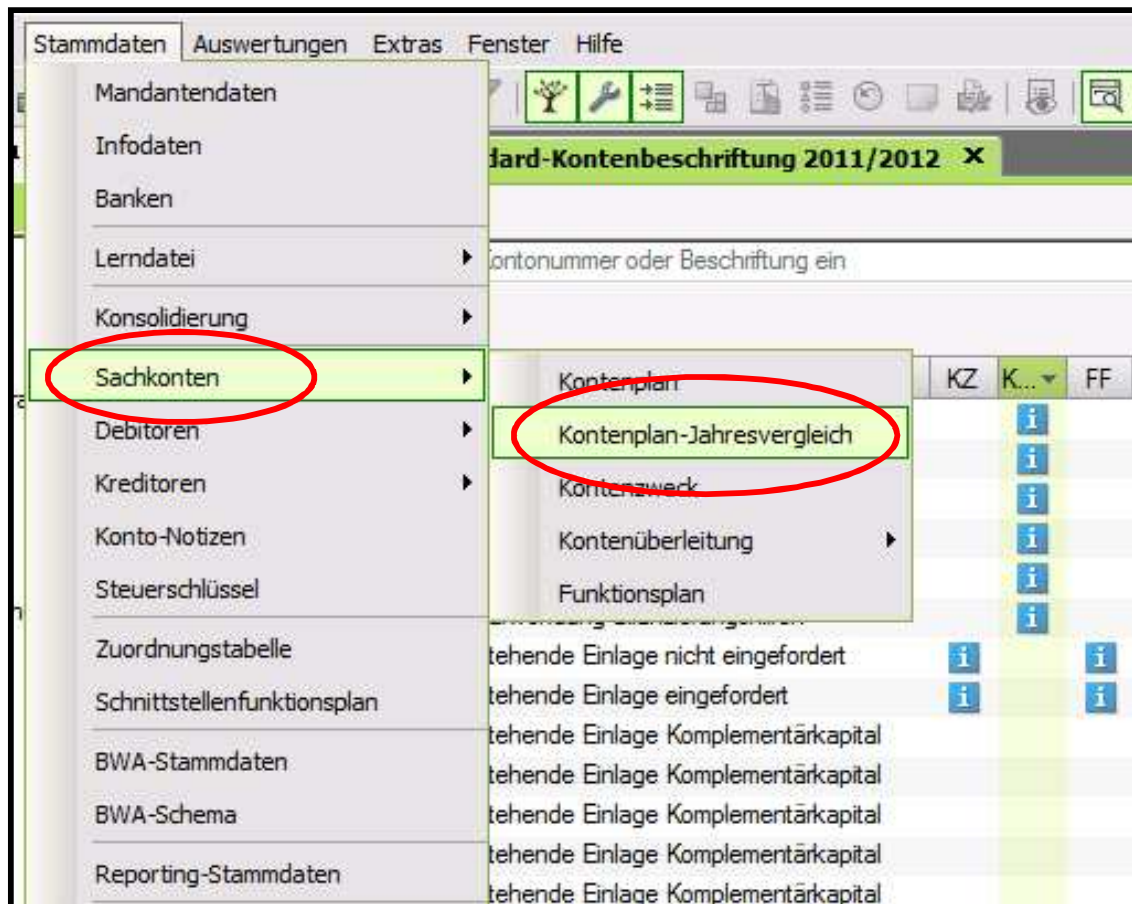 Stammdaten Auswertungen Extras Fenster Hilfe
Mandantendaten
Infodaten
dard-Kontenbeschriftung 2011/2012 X
Banken
Lerndatei
ontonummer oder Beschriftung ein
Konsolidierung
Sachkonten
Kontenplan
KZ K... FF
Debitoren
Kontenplan-Jahresvergleich
Kreditoren
Kontenzweck
Konto-Notizen
Kontenüberleitung
Steuerschlüssel
Funktionsplan
Zuordnungstabelle
tehende Einlage nicht eingefordert
Schnittstellenfunktionsplan
tehende Einlage eingefordert
tehende Einlage Komplementärkapital
BWA-Stammdaten
tehende Einlage Komplementärkapital
BWA-Schema
tehende Einlage Komplementärkapital
tehende Einlage Komplementärkapital
Reporting-Stammdaten
tehende Einlage Komplementärkapital